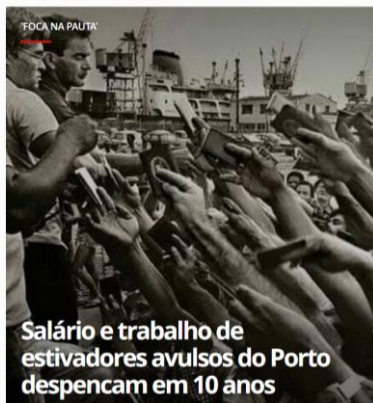 'FOCA NA PAUTA'
Salário e trabalho de
estivadores avulsos do Porto
despencam em 10 anos